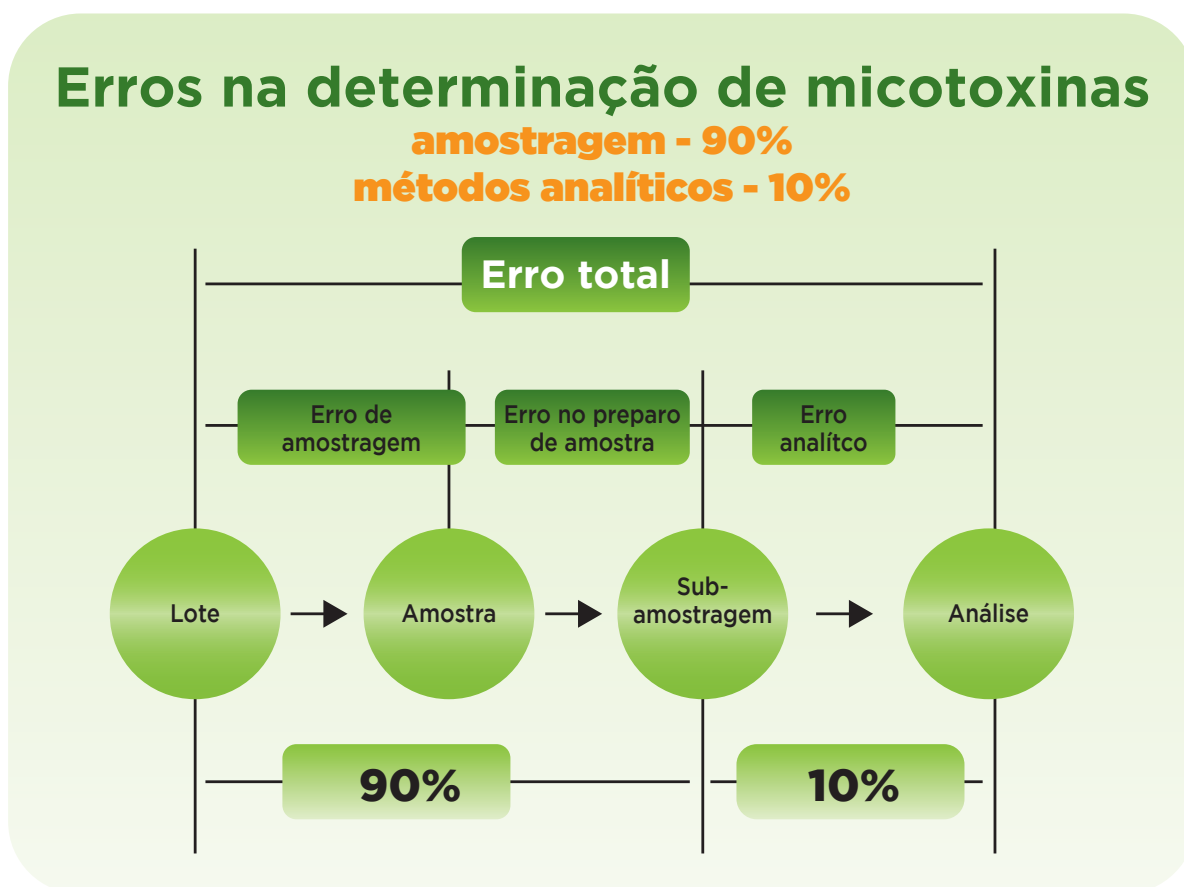 Erros na determinação de micotoxinas
amostragem - 90%
métodos analíticos - 10%
Erro total
Erro de
amostragem
Erro no preparo
de amostra
Erro
analítco
Lote
Amostra
Sub-
amostragem
Análise
90%
10%